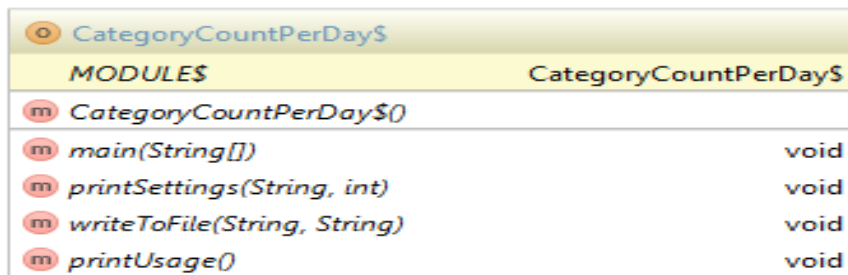 CategoryCountPerDay$
MODULE$ CategoryCountPerDay$
CategoryCountPerDay$()
main(String[]) void
printSettings(String, int) void
writeToFile(String, String) void
printUsage() void